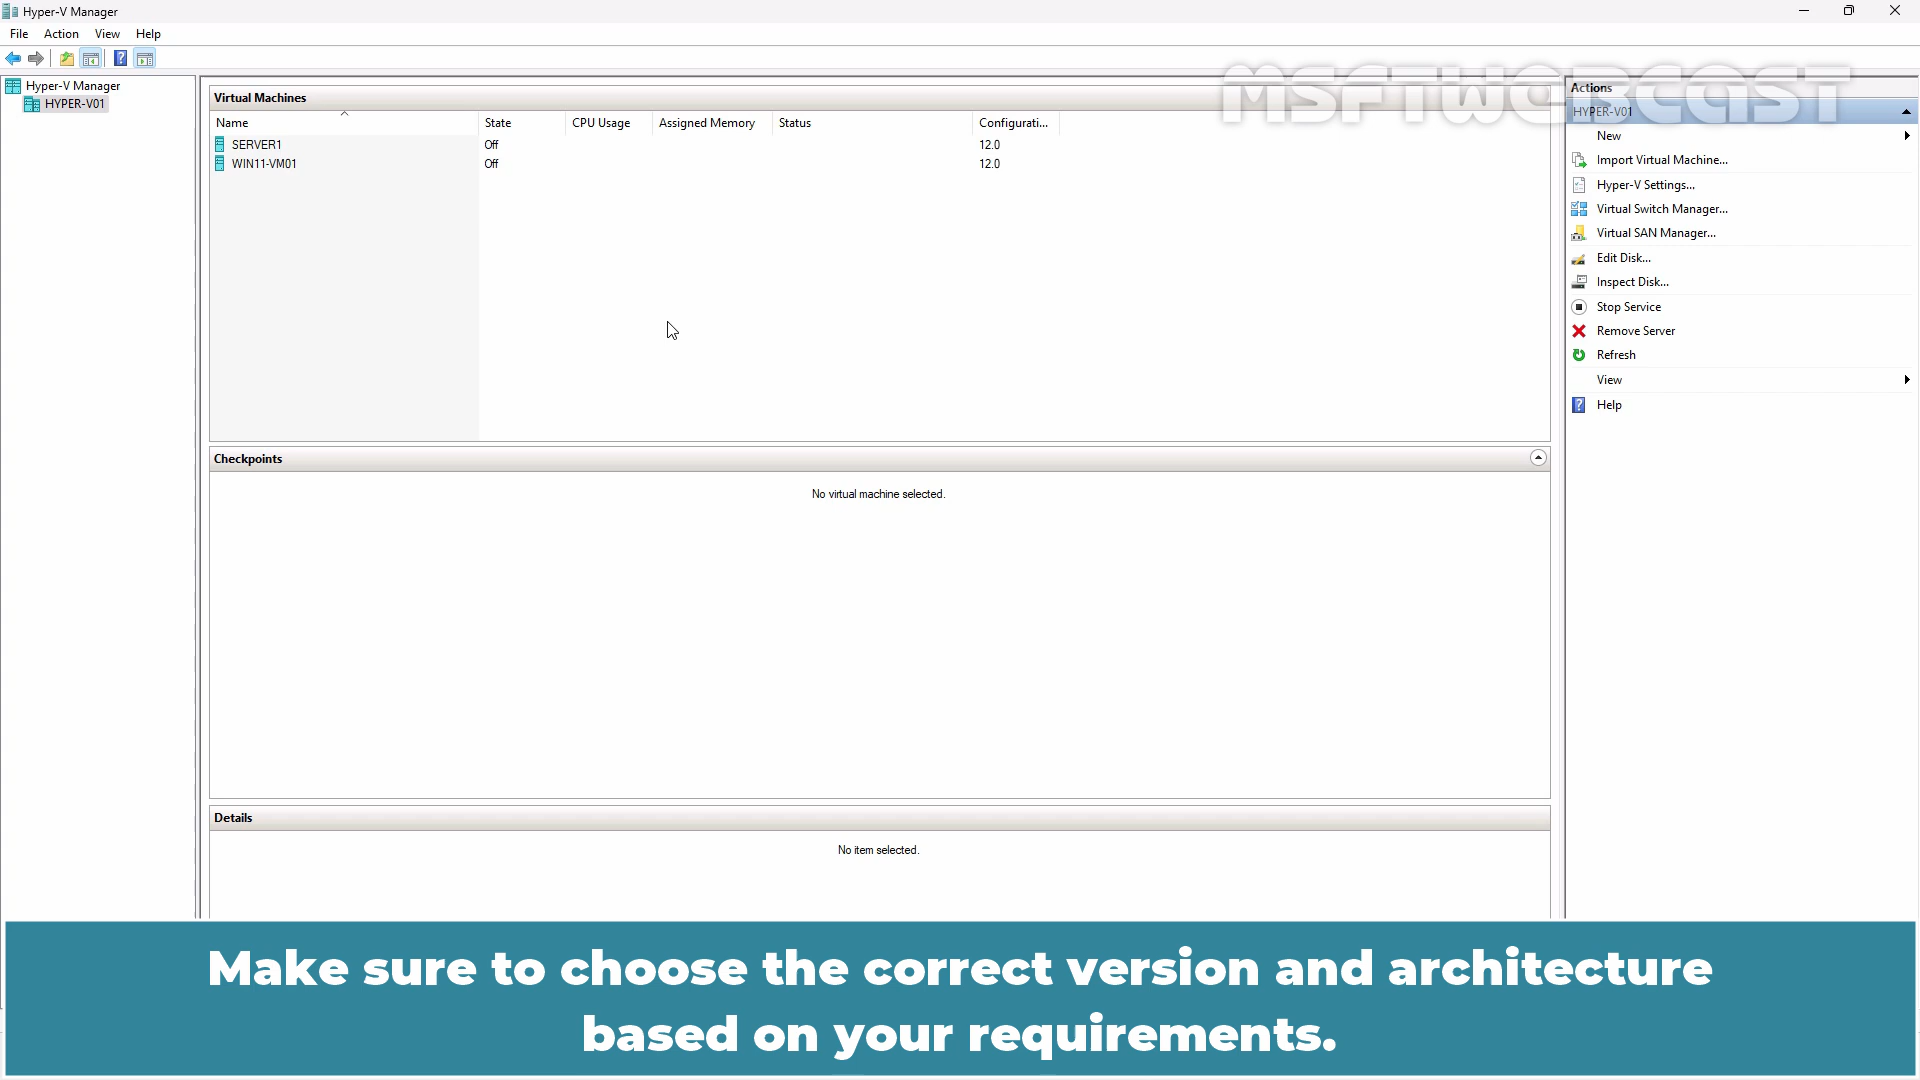 Hyper-V Manager
File Action View Help
Hyper-V Manager
HYPER-V01
Virtual Machines
Name State CPU Usage Assigned Memory Status Configurati...
SERVER1 Off 12.0
WIN11-VM01 Off 12.0
Checkpoints
No virtual machine selected.
Details
No item selected.
MSFTWEBCAST
Actions
HYPER-V01
New
Import Virtual Machine...
Hyper-V Settings...
Virtual Switch Manager...
Virtual SAN Manager...
Edit Disk...
Inspect Disk...
Stop Service
Remove Server
Refresh
View
Help
Make sure to choose the correct version and architecture
based on your requirements.